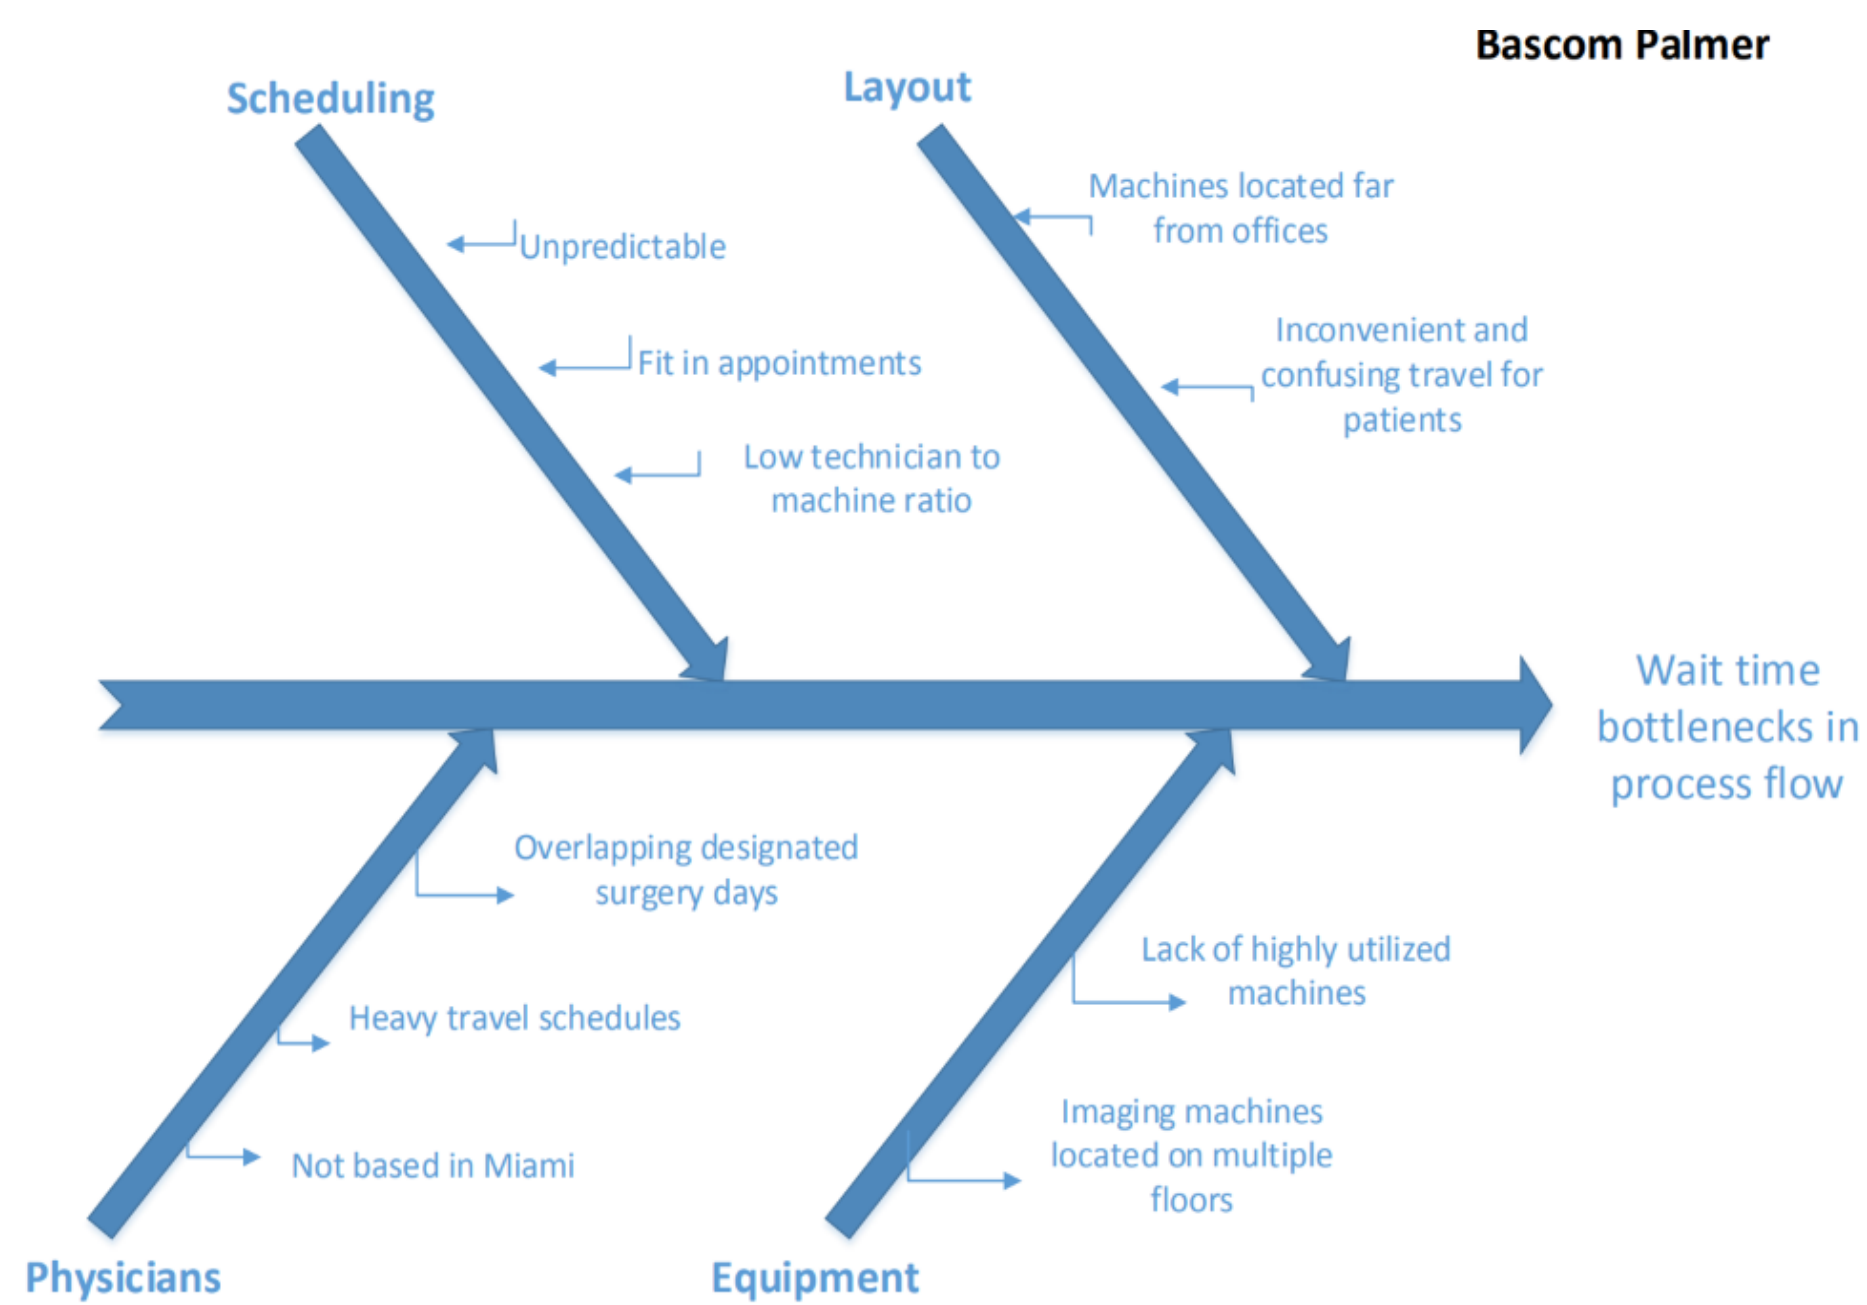 Bascom Palmer
Scheduling
Layout
Unpredictable
Fit in appointments
Low technician to
machine ratio
Machines located far
from offices
Inconvenient and
confusing travel for
patients
Wait time
bottlenecks in
process flow
Overlapping designated
surgery days
Heavy travel schedules
Not based in Miami
Lack of highly utilized
machines
Imaging machines
located on multiple
floors
Physicians
Equipment